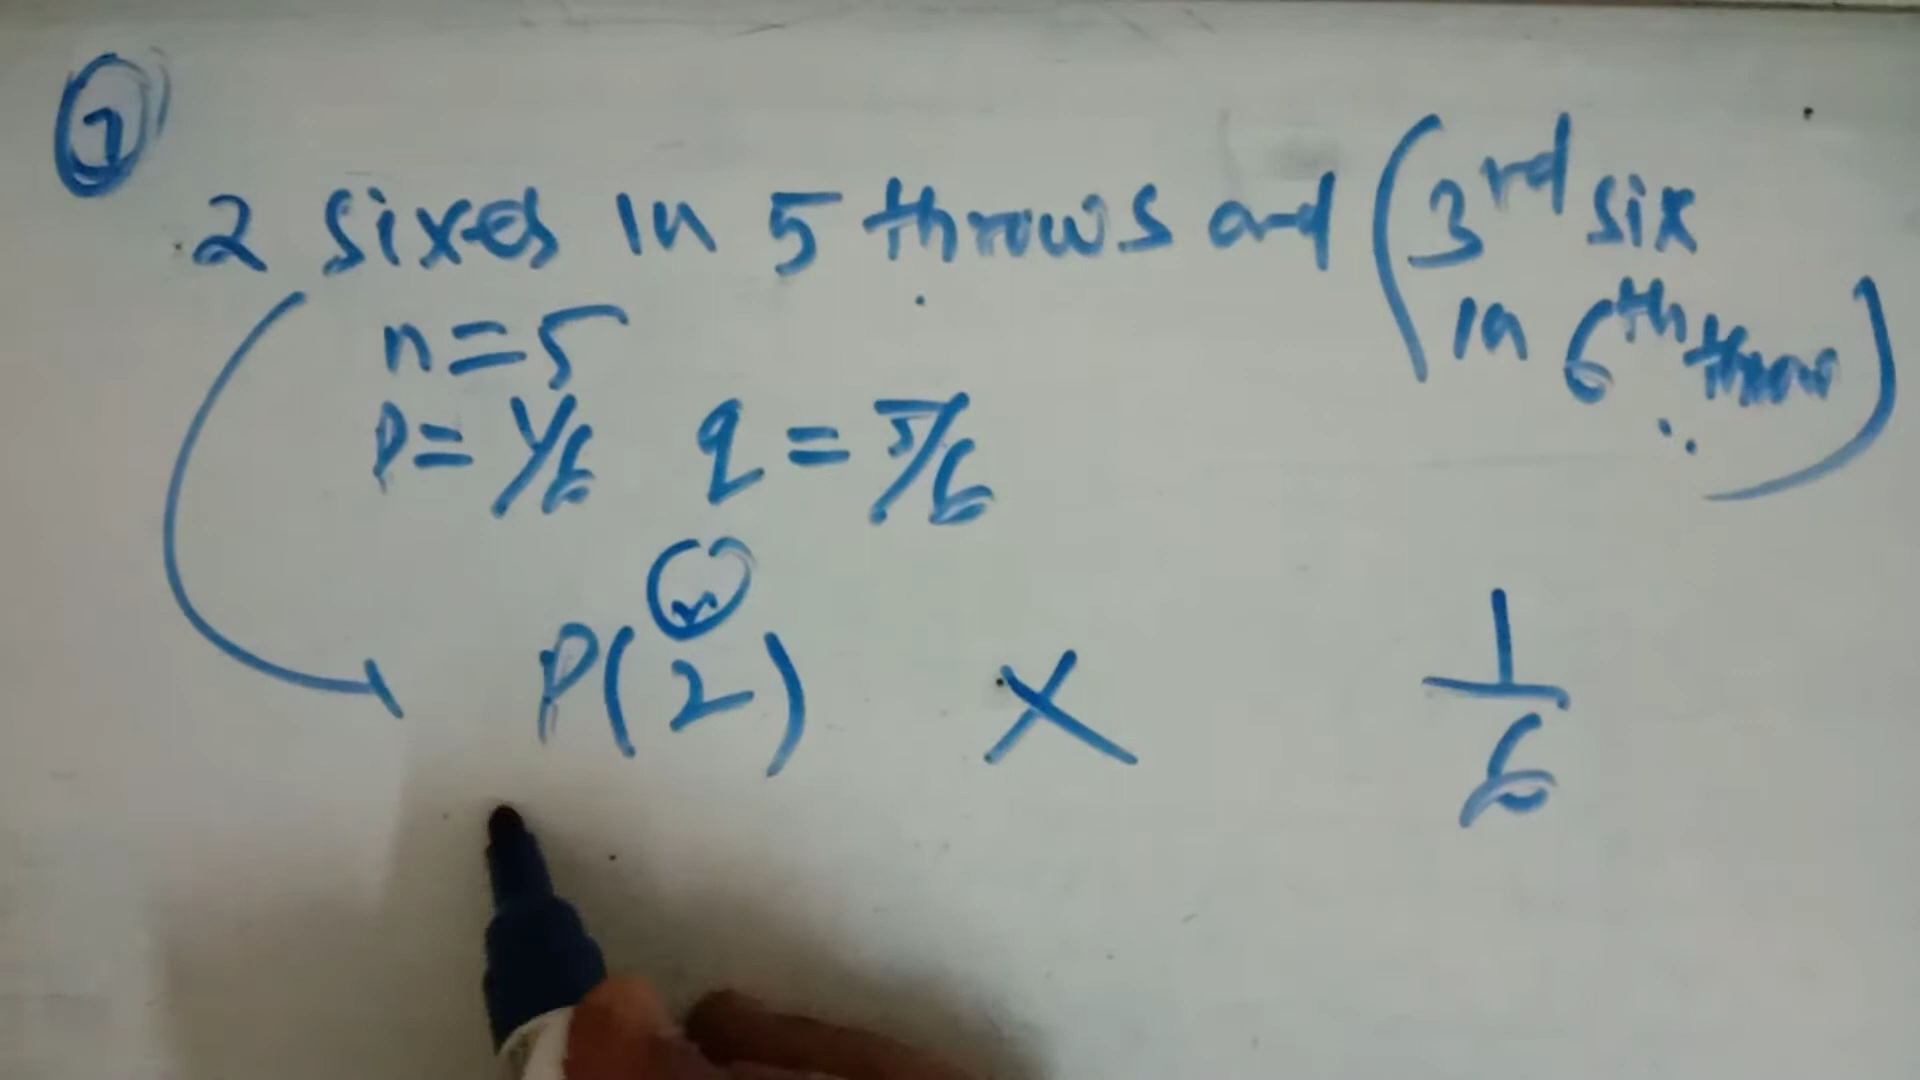 7
2 sixes in 5 throws and (3rd six
in 6th throw)
n=5
p=1/6 q=5/6
r
P(2) × 1/6